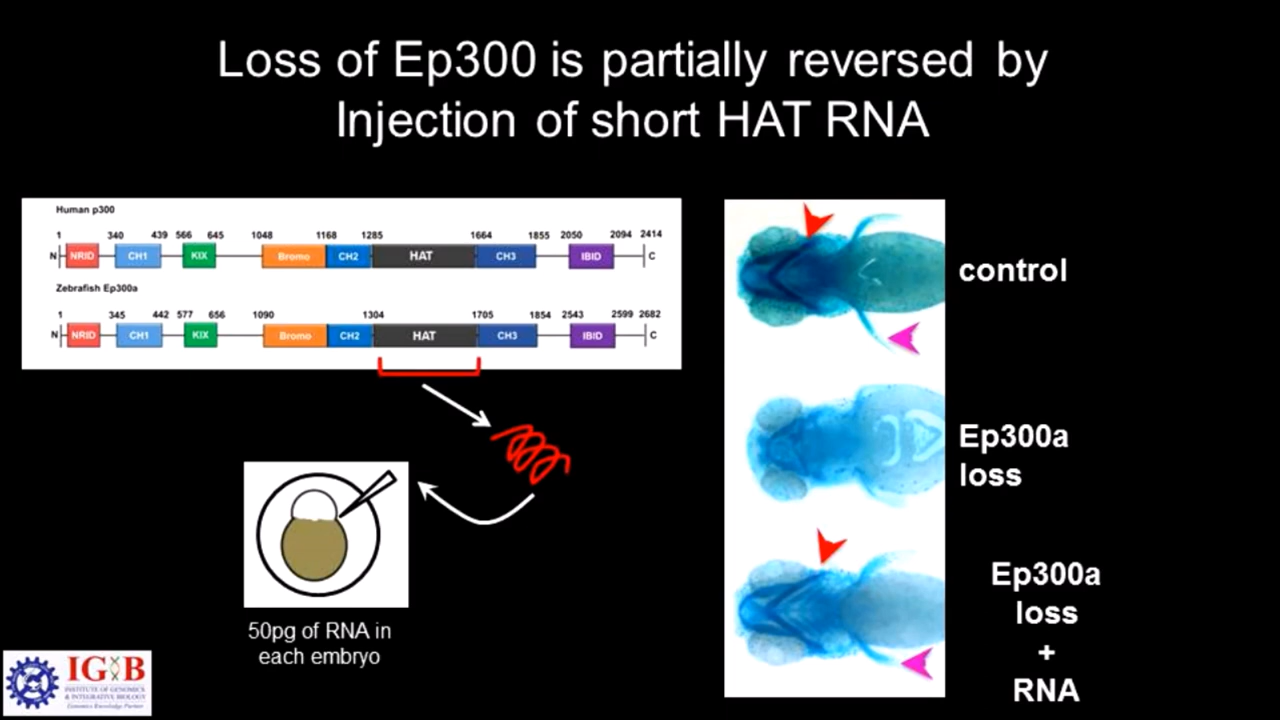 Loss of Ep300 is partially reversed by
Injection of short HAT RNA
Human p300
1 340 439 566 645 1048 1168 1285 1664 1855 2050 2094 2414
N NRID CH1 KIX Bromo CH2 HAT CH3 IBID C
Zebrafish Ep300a
1 345 442 577 656 1090 1304 1705 1854 2543 2599 2682
N NRID CH1 KIX Bromo CH2 HAT CH3 IBID C
50pg of RNA in
each embryo
control
Ep300a
loss
Ep300a
loss
+
RNA
IGIB
INSTITUTE OF GENOMICS
& INTEGRATIVE BIOLOGY
Genomics Knowledge Partner